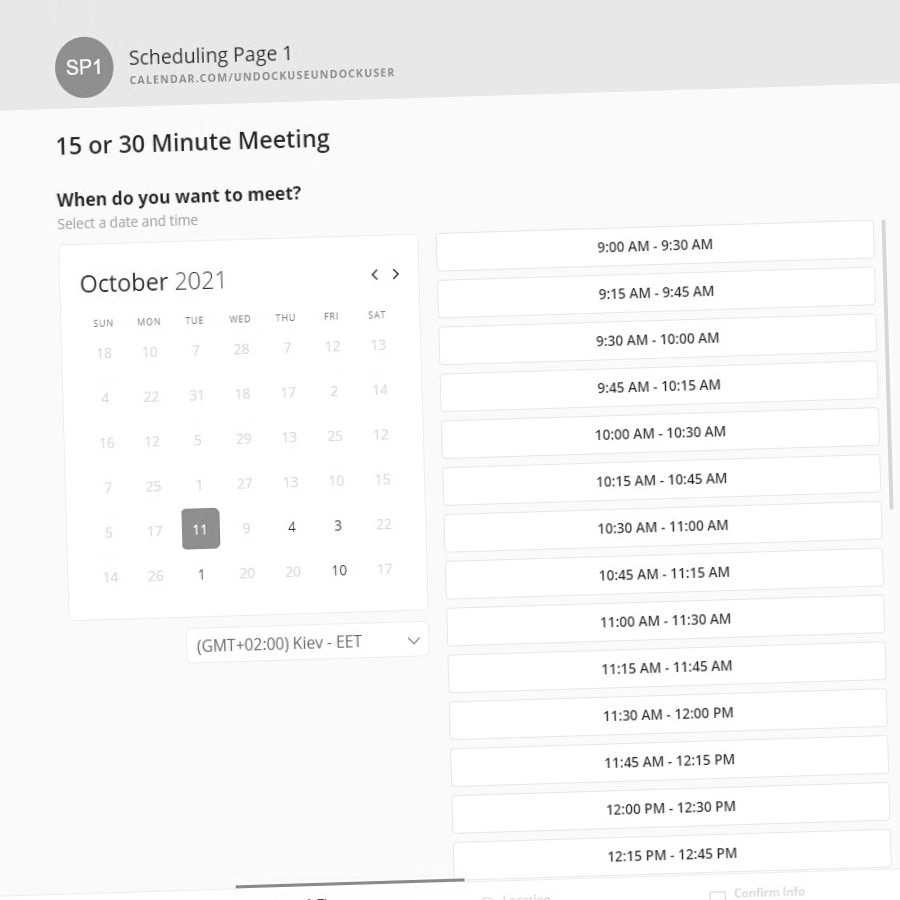 SP1
Scheduling Page 1
CALENDAR.COM/UNDOCKUSEUNDOCKUSER
15 or 30 Minute Meeting
When do you want to meet?
Select a date and time
October 2021
SUN MON TUE WED THU FRI SAT
18 10 7 28 7 12 13
4 22 31 18 17 2 14
16 12 5 29 13 25 12
7 25 1 27 13 10 15
5 17 11 9 4 3 22
14 26 1 20 20 10 17
(GMT+02:00) Kiev - EET
9:00 AM - 9:30 AM
9:15 AM - 9:45 AM
9:30 AM - 10:00 AM
9:45 AM - 10:15 AM
10:00 AM - 10:30 AM
10:15 AM - 10:45 AM
10:30 AM - 11:00 AM
10:45 AM - 11:15 AM
11:00 AM - 11:30 AM
11:15 AM - 11:45 AM
11:30 AM - 12:00 PM
11:45 AM - 12:15 PM
12:00 PM - 12:30 PM
12:15 PM - 12:45 PM
Location
Confirm Info